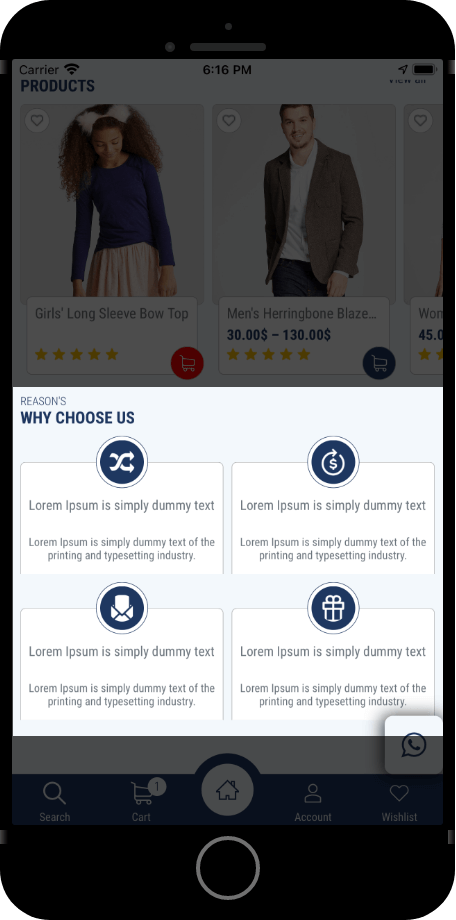 Carrier 6:16 PM
PRODUCTS View all
Girls' Long Sleeve Bow Top
Men's Herringbone Blaze...
Wom
30.00$ – 130.00$
45.0
REASON'S
WHY CHOOSE US
Lorem Ipsum is simply dummy text
Lorem Ipsum is simply dummy text of the
printing and typesetting industry.
Lorem Ipsum is simply dummy text
Lorem Ipsum is simply dummy text of the
printing and typesetting industry.
Lorem Ipsum is simply dummy text
Lorem Ipsum is simply dummy text of the
printing and typesetting industry.
Lorem Ipsum is simply dummy text
Lorem Ipsum is simply dummy text of the
printing and typesetting industry.
1
Search
Cart
Account
Wishlist